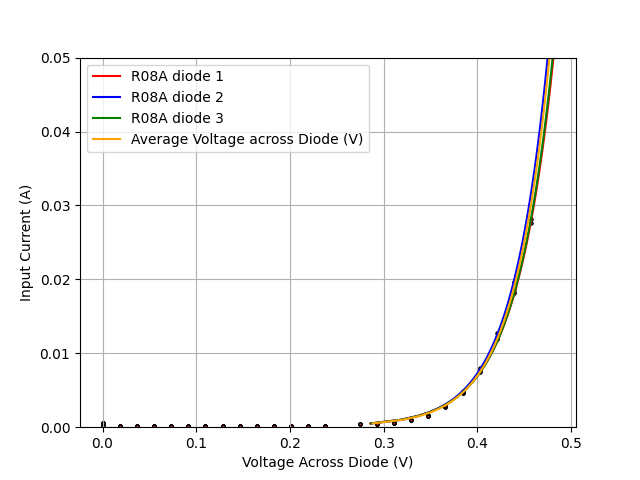 0.05
0.04
0.03
0.02
0.01
0.00
Input Current (A)
R08A diode 1
R08A diode 2
R08A diode 3
Average Voltage across Diode (V)
0.0 0.1 0.2 0.3 0.4 0.5
Voltage Across Diode (V)